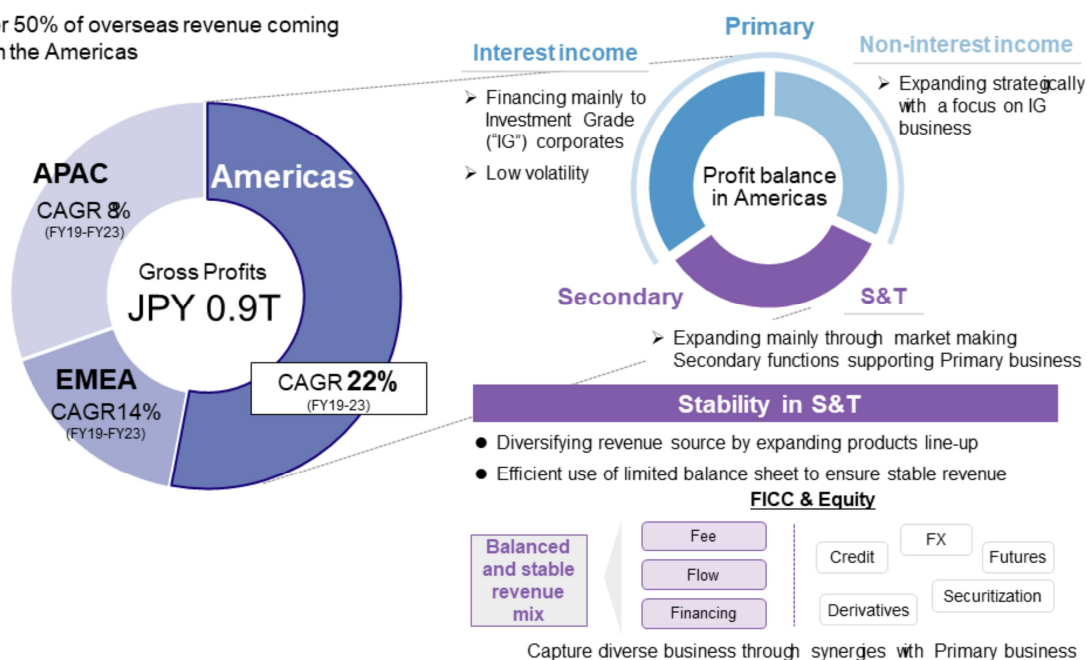 r 50% of overseas revenue coming
the Americas
APAC
CAGR 8%
(FY19-FY23)
Americas
Gross Profits
JPY 0.9T
EMEA
CAGR14%
(FY19-FY23)
CAGR 22%
(FY19-23)
Primary
Interest income
➢ Financing mainly to
Investment Grade
("IG") corporates
➢ Low volatility
Non-interest income
➢ Expanding strategically
with a focus on IG
business
Profit balance
in Americas
Secondary
S&T
➢ Expanding mainly through market making
Secondary functions supporting Primary business
Stability in S&T
● Diversifying revenue source by expanding products line-up
● Efficient use of limited balance sheet to ensure stable revenue
FICC & Equity
Balanced
and stable
revenue
mix
Fee
Flow
Financing
Credit
FX
Futures
Derivatives
Securitization
Capture diverse business through synergies with Primary business